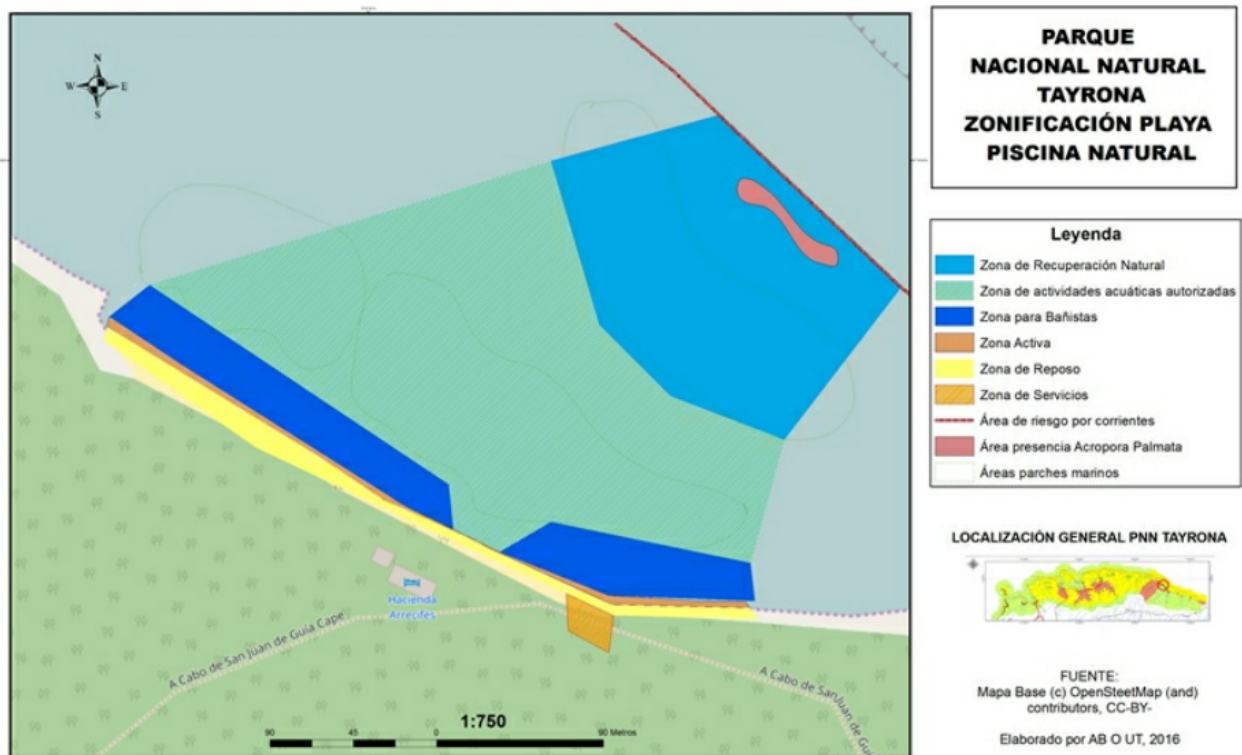 PARQUE
NACIONAL NATURAL
TAYRONA
ZONIFICACIÓN PLAYA
PISCINA NATURAL
N
W E
S
Leyenda
Zona de Recuperación Natural
Zona de actividades acuáticas autorizadas
Zona para Bañistas
Zona Activa
Zona de Reposo
Zona de Servicios
Área de riesgo por corrientes
Área presencia Acropora Palmata
Áreas parches marinos
Hacienda
Arrecifes
A Cabo de San Juan de Guia Cape
A Cabo de San Juan de Guia
1:750
90 45 0 90 Metros
LOCALIZACIÓN GENERAL PNN TAYRONA
FUENTE:
Mapa Base (c) OpenSteetMap (and)
contributors, CC-BY-
Elaborado por AB O UT, 2016